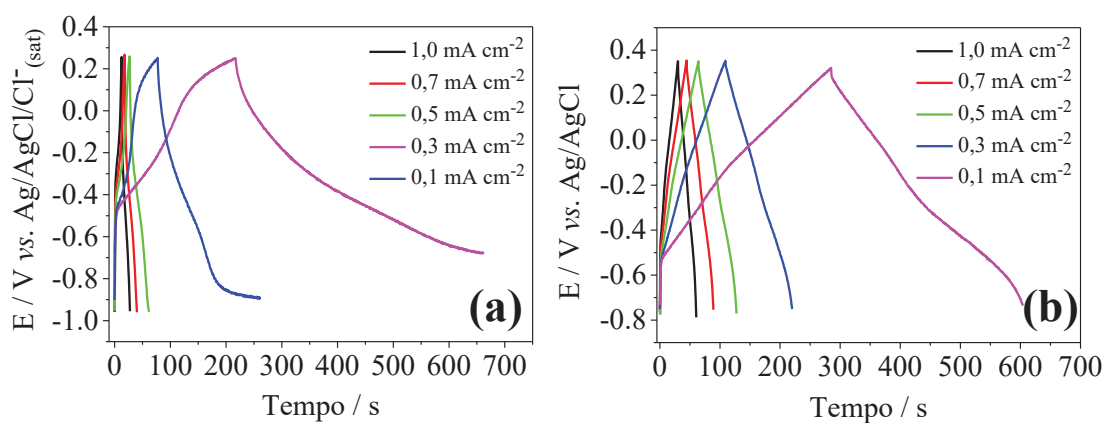 (a)
E / V vs. Ag/AgCl/Cl⁻(sat)
0.4
0.2
0.0
-0.2
-0.4
-0.6
-0.8
-1.0
1,0 mA cm⁻²
0,7 mA cm⁻²
0,5 mA cm⁻²
0,3 mA cm⁻²
0,1 mA cm⁻²
0 100 200 300 400 500 600 700
Tempo / s
(b)
E / V vs. Ag/AgCl
0.4
0.2
0.0
-0.2
-0.4
-0.6
-0.8
1,0 mA cm⁻²
0,7 mA cm⁻²
0,5 mA cm⁻²
0,3 mA cm⁻²
0,1 mA cm⁻²
0 100 200 300 400 500 600 700
Tempo / s